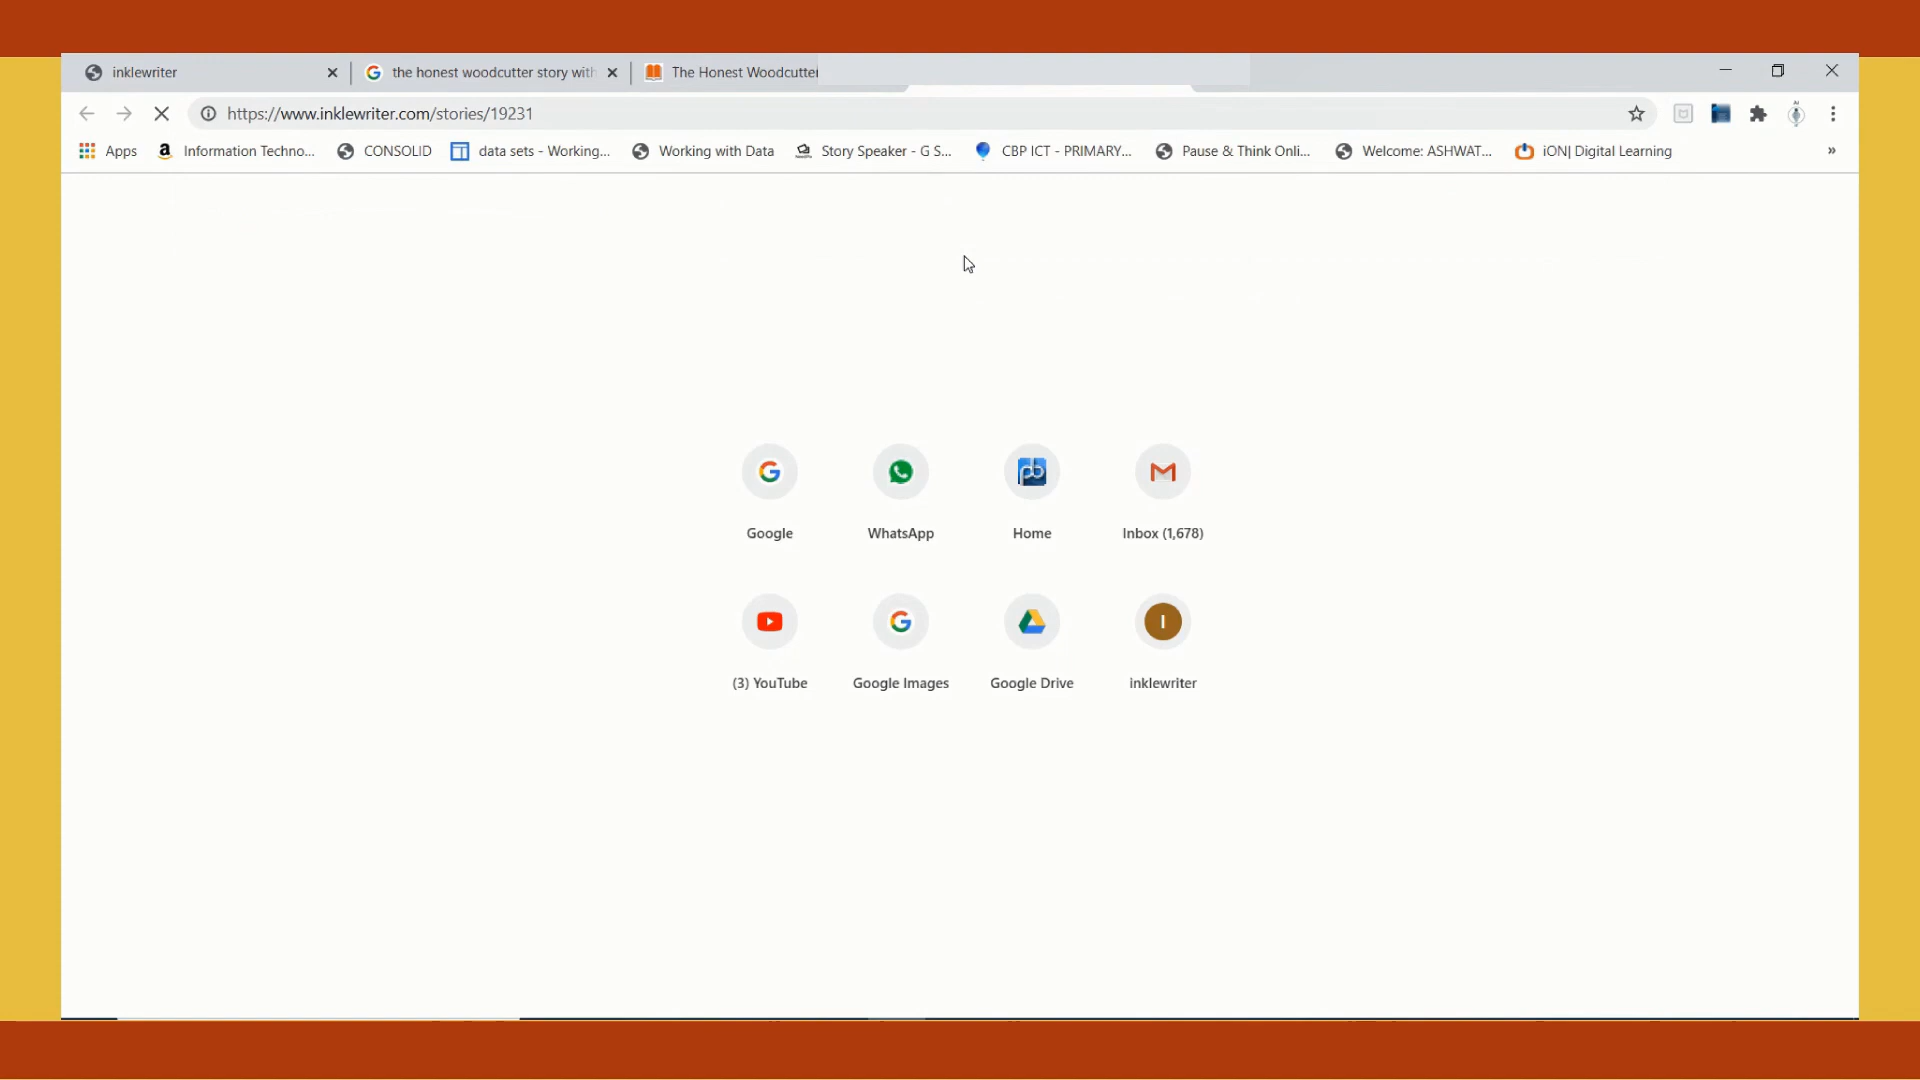 inklewriter
the honest woodcutter story with
The Honest Woodcutter
https://www.inklewriter.com/stories/19231
Apps
Information Techno...
CONSOLID
data sets - Working...
Working with Data
Story Speaker - G S...
CBP ICT - PRIMARY...
Pause & Think Onli...
Welcome: ASHWAT...
iON| Digital Learning
»
Google
WhatsApp
Home
Inbox (1,678)
(3) YouTube
Google Images
Google Drive
I
inklewriter